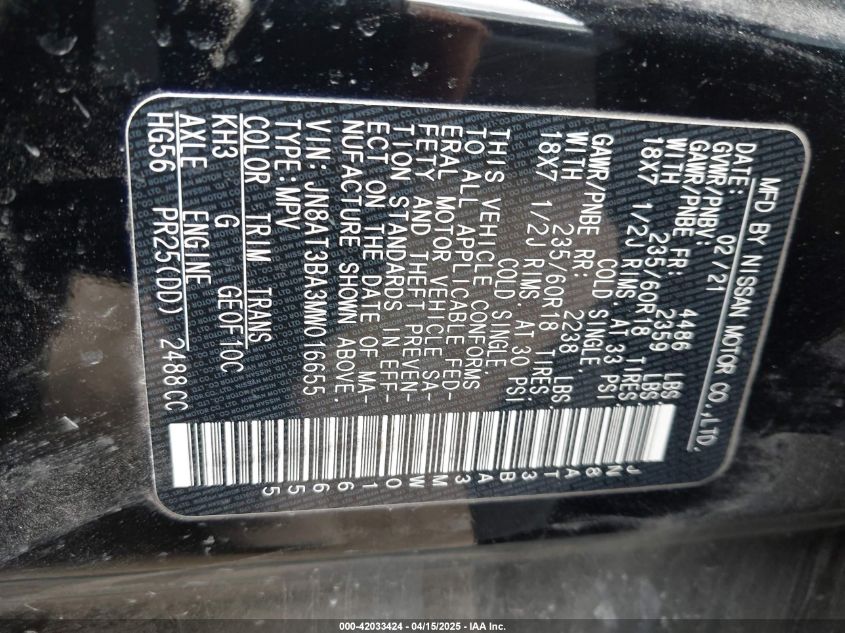 MFD BY NISSAN MOTOR CO.,LTD.
DATE: 02/21
GVWR/PNBV: 4486 LBS
GAWR/PNBE FR: 2359 LBS
WITH 235/60R18 TIRES,
18X7 1/2J RIMS AT 33 PSI
COLD SINGLE
GAWR/PNBE RR: 2238 LBS
WITH 235/60R18 TIRES,
18X7 1/2J RIMS AT 30 PSI
COLD SINGLE.
THIS VEHICLE CONFORMS
TO ALL APPLICABLE FED-
ERAL MOTOR VEHICLE SA-
FETY AND THEFT PREVEN-
TION STANDARDS IN EFF-
ECT ON THE DATE OF MA-
NUFACTURE SHOWN ABOVE.
VIN: JN8AT3BA3MW016655
TYPE: MPV
COLOR TRIM TRANS
KH3 G GE0F10C
AXLE ENGINE
HG56 PR25(DD) 2488CC
JN8AT3BA3MW016655
000-42033424 - 04/15/2025 - IAA Inc.